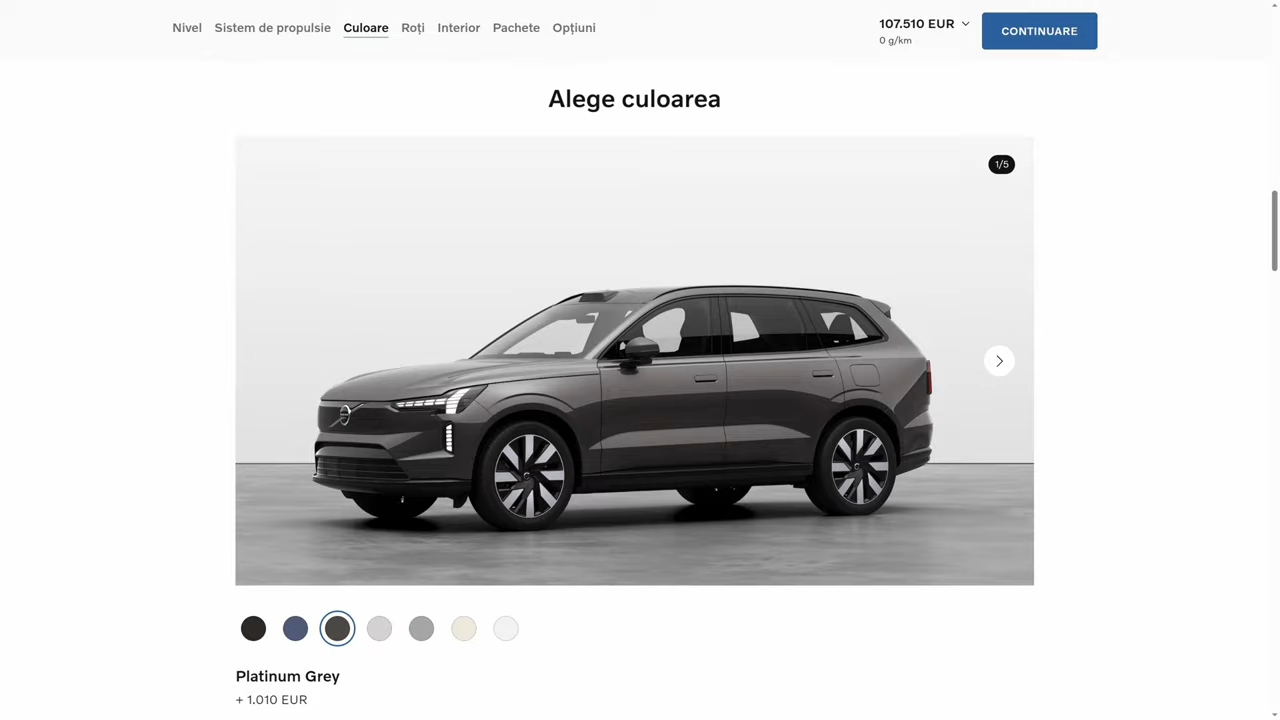 Nivel Sistem de propulsie Culoare Roți Interior Pachete Opțiuni
107.510 EUR
0 g/km
CONTINUARE
Alege culoarea
1/5
Platinum Grey
+ 1.010 EUR